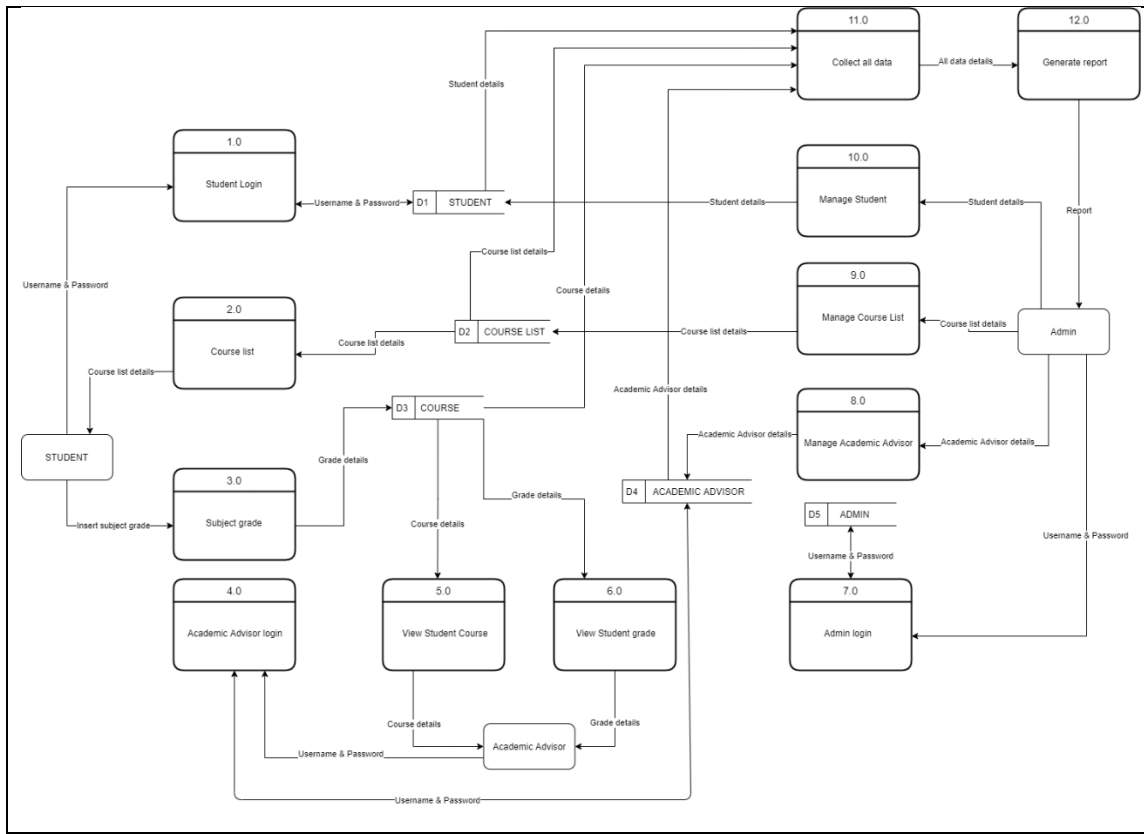 11.0
Collect all data
All data details
12.0
Generate report
Student details
1.0
Student Login
Username & Password
D1 STUDENT
Student details
10.0
Manage Student
Student details
Report
Username & Password
Course list details
Course details
2.0
Course list
Course list details
D2 COURSE LIST
Course list details
9.0
Manage Course List
Course list details
Admin
Course list details
D3 COURSE
Academic Advisor details
8.0
Manage Academic Advisor
Academic Advisor details
Academic Advisor details
STUDENT
Grade details
3.0
Subject grade
Insert subject grade
Course details
Grade details
D4 ACADEMIC ADVISOR
D5 ADMIN
Username & Password
Username & Password
4.0
Academic Advisor login
5.0
View Student Course
6.0
View Student grade
7.0
Admin login
Course details
Grade details
Academic Advisor
Username & Password
Username & Password